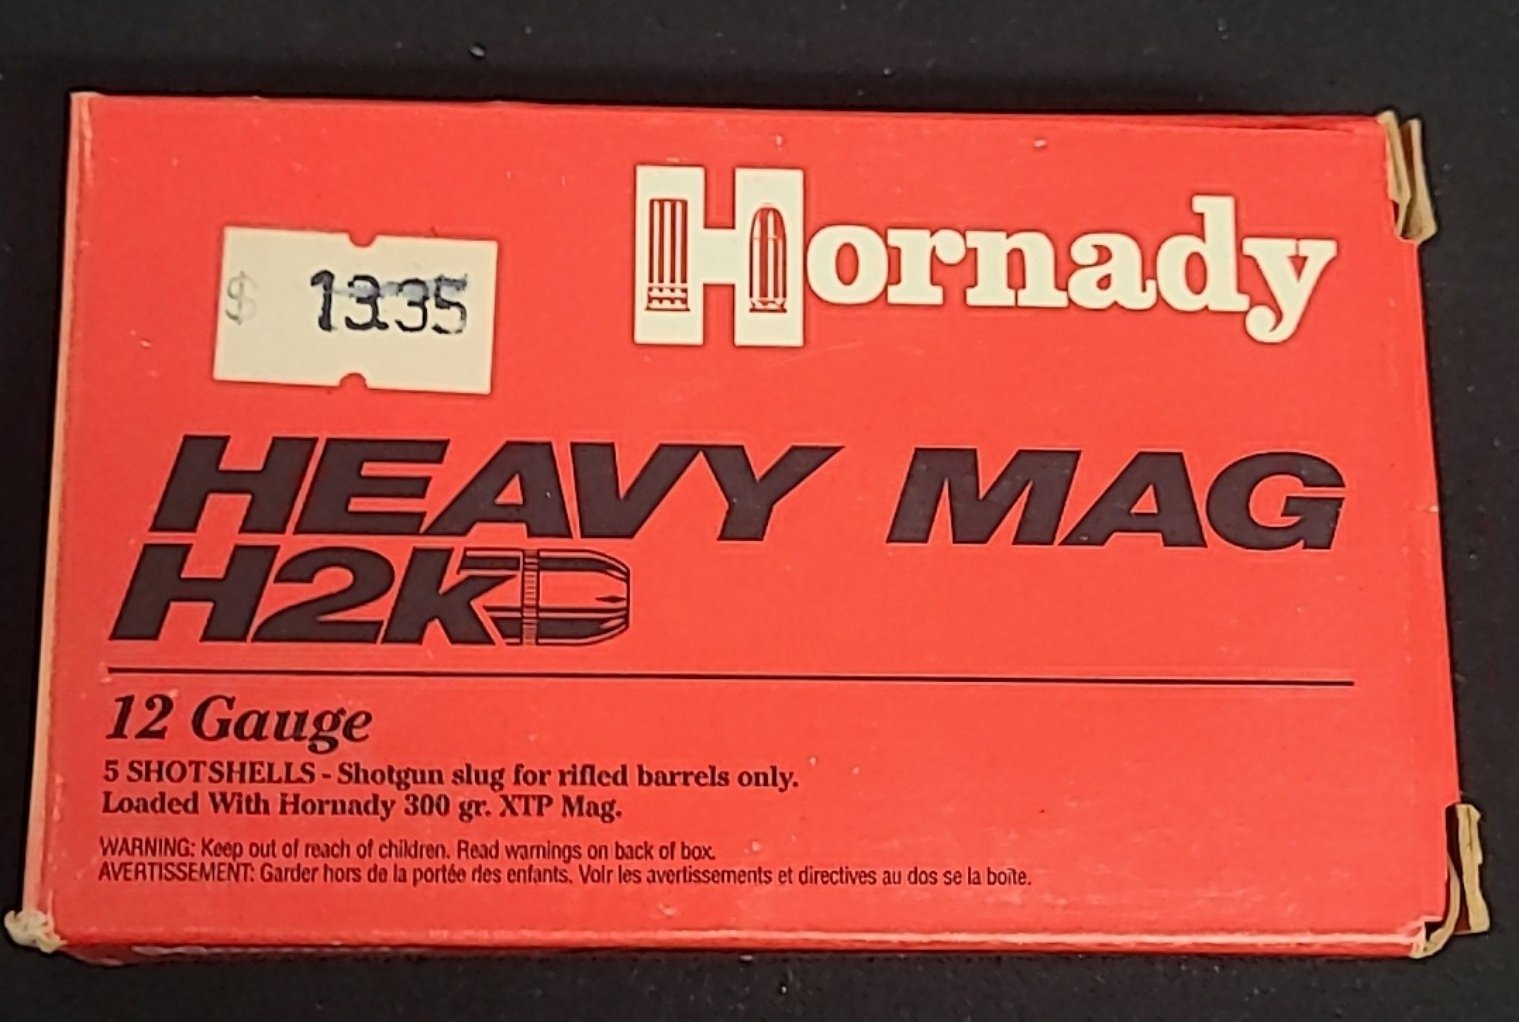 $ 13.35
Hornady
HEAVY MAG
H2K
12 Gauge
5 SHOTSHELLS - Shotgun slug for rifled barrels only.
Loaded With Hornady 300 gr. XTP Mag.
WARNING: Keep out of reach of children. Read warnings on back of box.
AVERTISSEMENT: Garder hors de la portée des enfants. Voir les avertissements et directives au dos se la boîte.